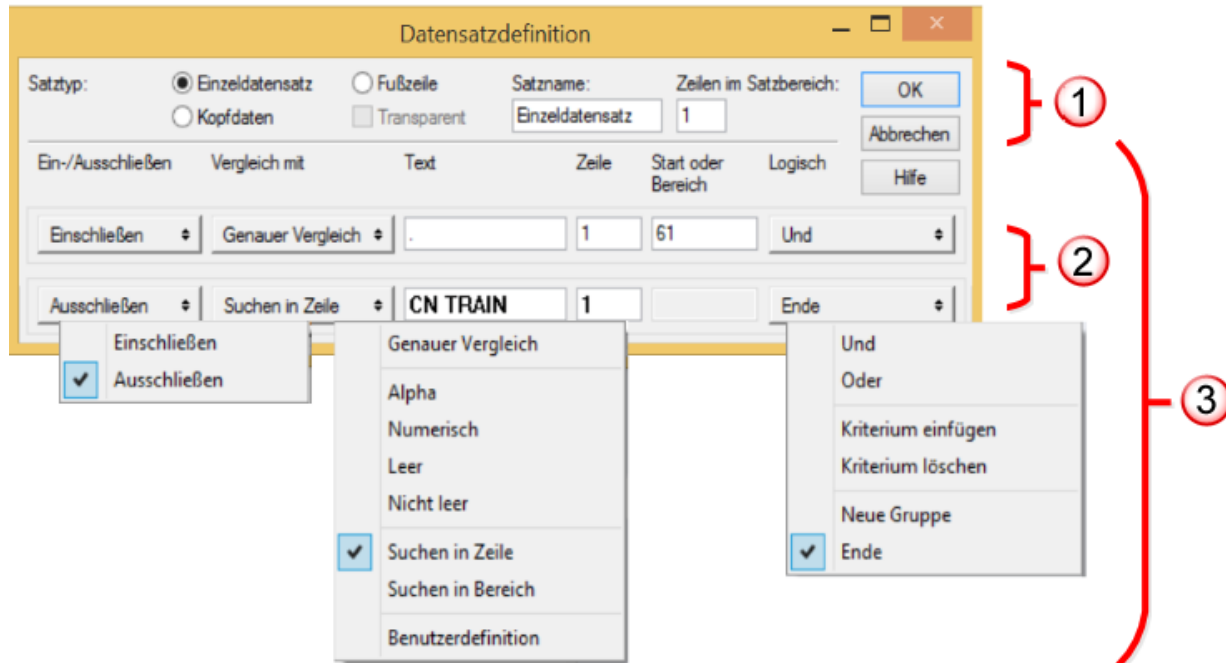 Datensatzdefinition
Satztyp: Einzeldatensatz Fußzeile Satzname: Zeilen im Satzbereich: OK
Kopfdaten Transparent Einzeldatensatz 1
Abbrechen
Ein-/Ausschließen Vergleich mit Text Zeile Start oder Bereich Logisch Hilfe
Einschließen Genauer Vergleich . 1 61 Und
Ausschließen Suchen in Zeile CN TRAIN 1 Ende
Einschließen
Ausschließen
Genauer Vergleich
Alpha
Numerisch
Leer
Nicht leer
Suchen in Zeile
Suchen in Bereich
Benutzerdefinition
Und
Oder
Kriterium einfügen
Kriterium löschen
Neue Gruppe
Ende
1
2
3